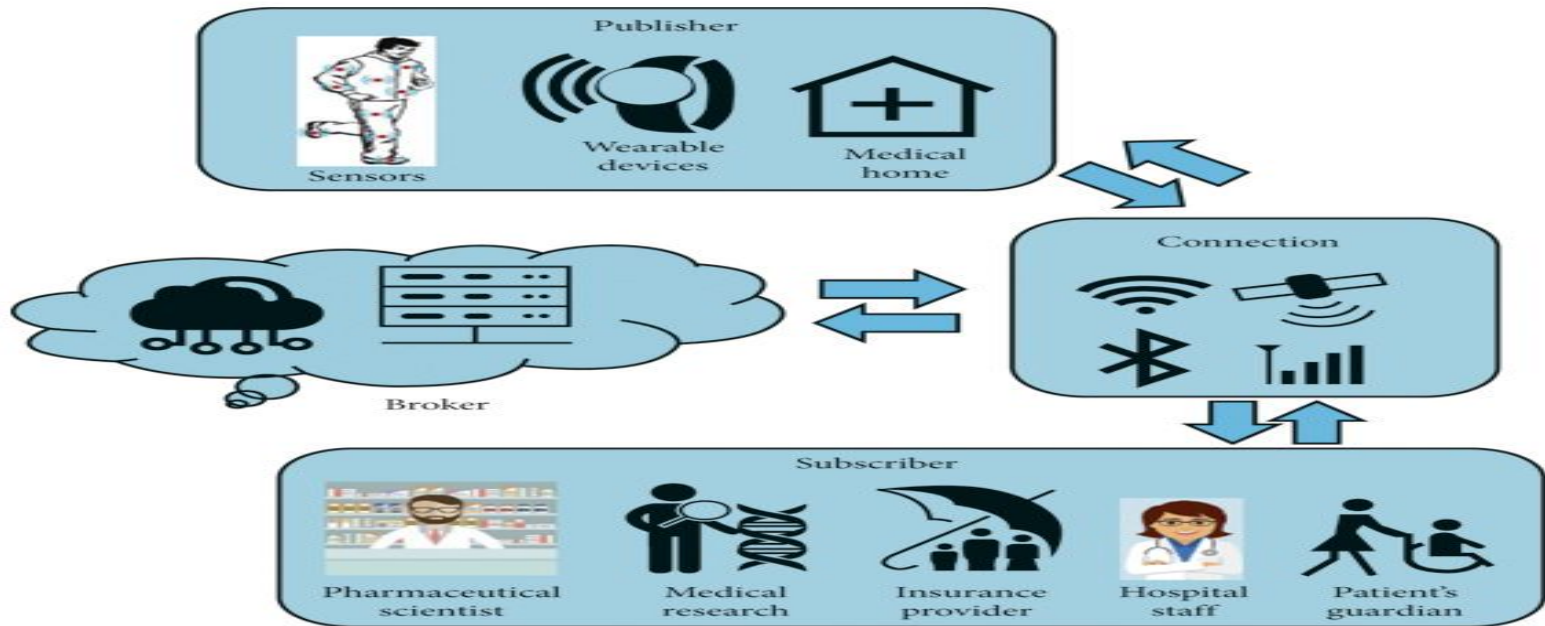 Publisher
Sensors
Wearable
devices
Medical
home
Connection
Broker
Subscriber
Pharmaceutical
scientist
Medical
research
Insurance
provider
Hospital
staff
Patient's
guardian